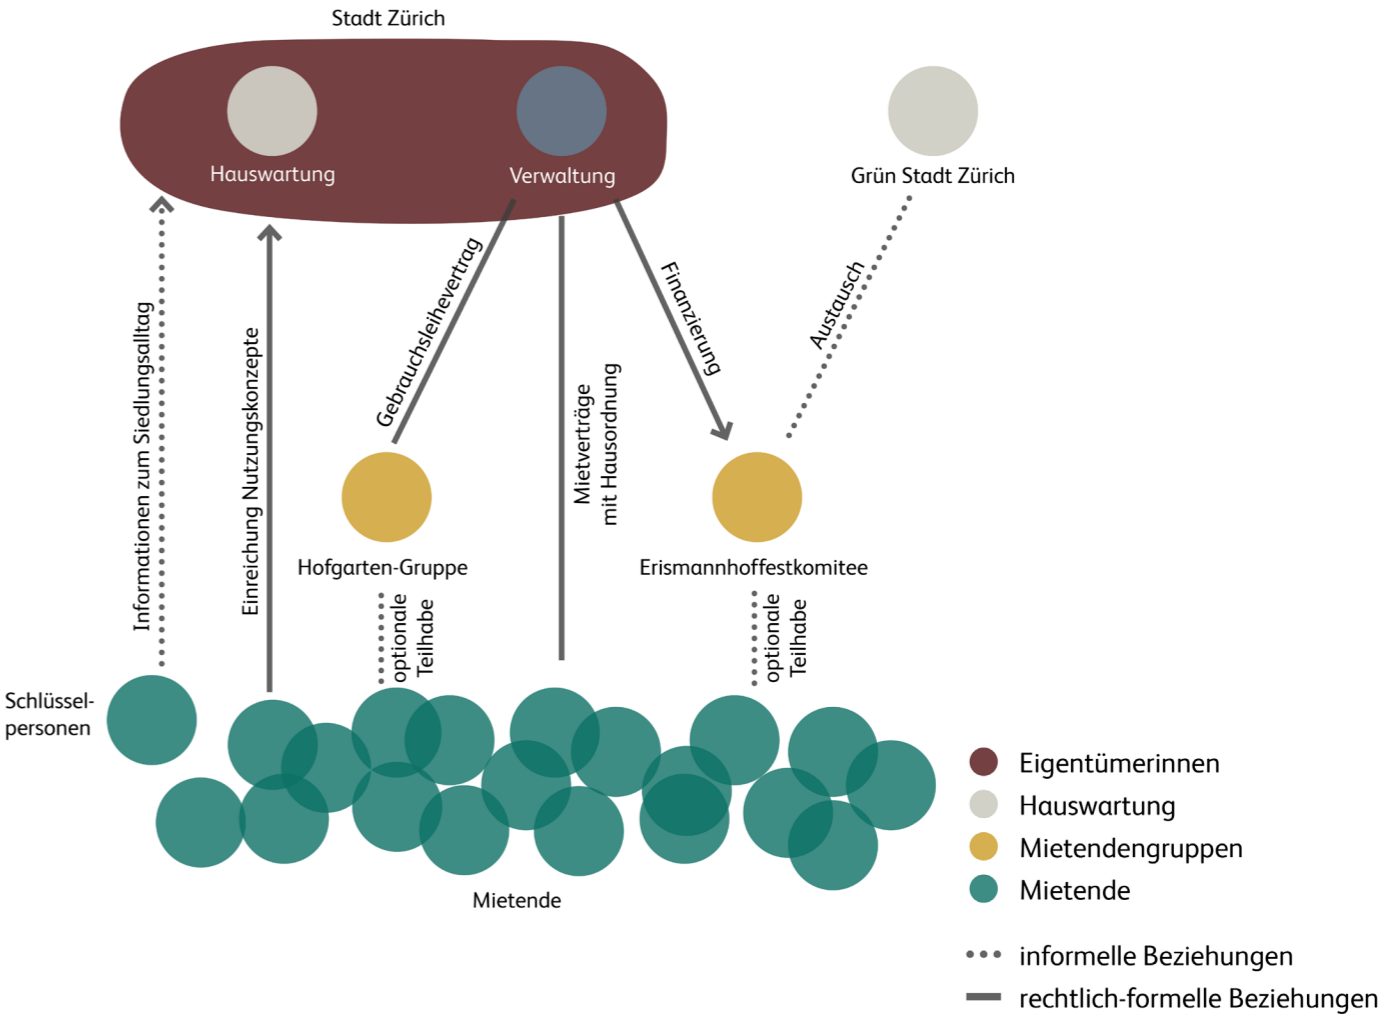 Stadt Zürich
Hauswartung
Verwaltung
Grün Stadt Zürich
Informationen zum Siedlungsalltag
Einreichung Nutzungskonzepte
Gebrauchsleihevertrag
Mietverträge
mit Hausordnung
Finanzierung
Austausch
Hofgarten-Gruppe
Erismannhoffestkomitee
optionale
Teilhabe
optionale
Teilhabe
Schlüssel-
personen
Mietende
Eigentümerinnen
Hauswartung
Mietendengruppen
Mietende
informelle Beziehungen
rechtlich-formelle Beziehungen